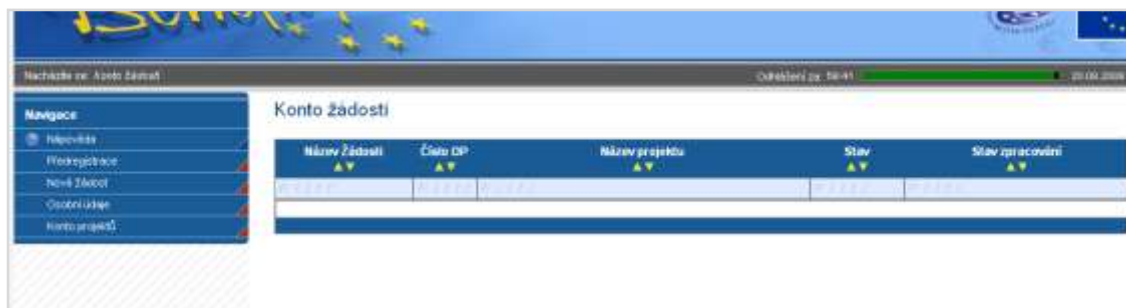 Nacházíte se: Konto žádostí
Odhlášení za: 59:41
Navigace
Nápověda
Předregistrace
Nová žádost
Osobní údaje
Konto projektů
Konto žádostí
Název Žádosti Číslo OP Název projektu Stav Stav zpracování